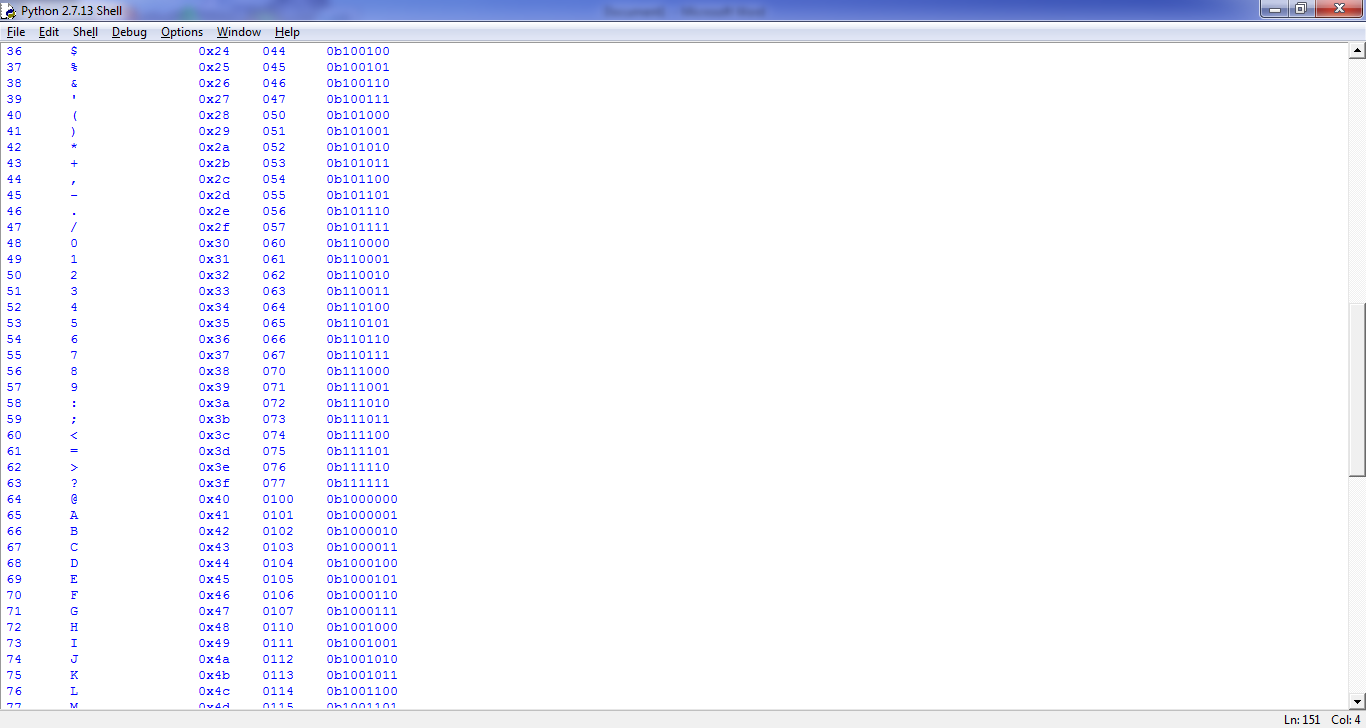 Python 2.7.13 Shell
File Edit Shell Debug Options Window Help
36 $ 0x24 044 0b100100
37 % 0x25 045 0b100101
38 & 0x26 046 0b100110
39 ' 0x27 047 0b100111
40 ( 0x28 050 0b101000
41 ) 0x29 051 0b101001
42 * 0x2a 052 0b101010
43 + 0x2b 053 0b101011
44 , 0x2c 054 0b101100
45 - 0x2d 055 0b101101
46 . 0x2e 056 0b101110
47 / 0x2f 057 0b101111
48 0 0x30 060 0b110000
49 1 0x31 061 0b110001
50 2 0x32 062 0b110010
51 3 0x33 063 0b110011
52 4 0x34 064 0b110100
53 5 0x35 065 0b110101
54 6 0x36 066 0b110110
55 7 0x37 067 0b110111
56 8 0x38 070 0b111000
57 9 0x39 071 0b111001
58 : 0x3a 072 0b111010
59 ; 0x3b 073 0b111011
60 < 0x3c 074 0b111100
61 = 0x3d 075 0b111101
62 > 0x3e 076 0b111110
63 ? 0x3f 077 0b111111
64 @ 0x40 0100 0b1000000
65 A 0x41 0101 0b1000001
66 B 0x42 0102 0b1000010
67 C 0x43 0103 0b1000011
68 D 0x44 0104 0b1000100
69 E 0x45 0105 0b1000101
70 F 0x46 0106 0b1000110
71 G 0x47 0107 0b1000111
72 H 0x48 0110 0b1001000
73 I 0x49 0111 0b1001001
74 J 0x4a 0112 0b1001010
75 K 0x4b 0113 0b1001011
76 L 0x4c 0114 0b1001100
77 M 0x4d 0115 0b1001101
Ln: 151 Col: 4